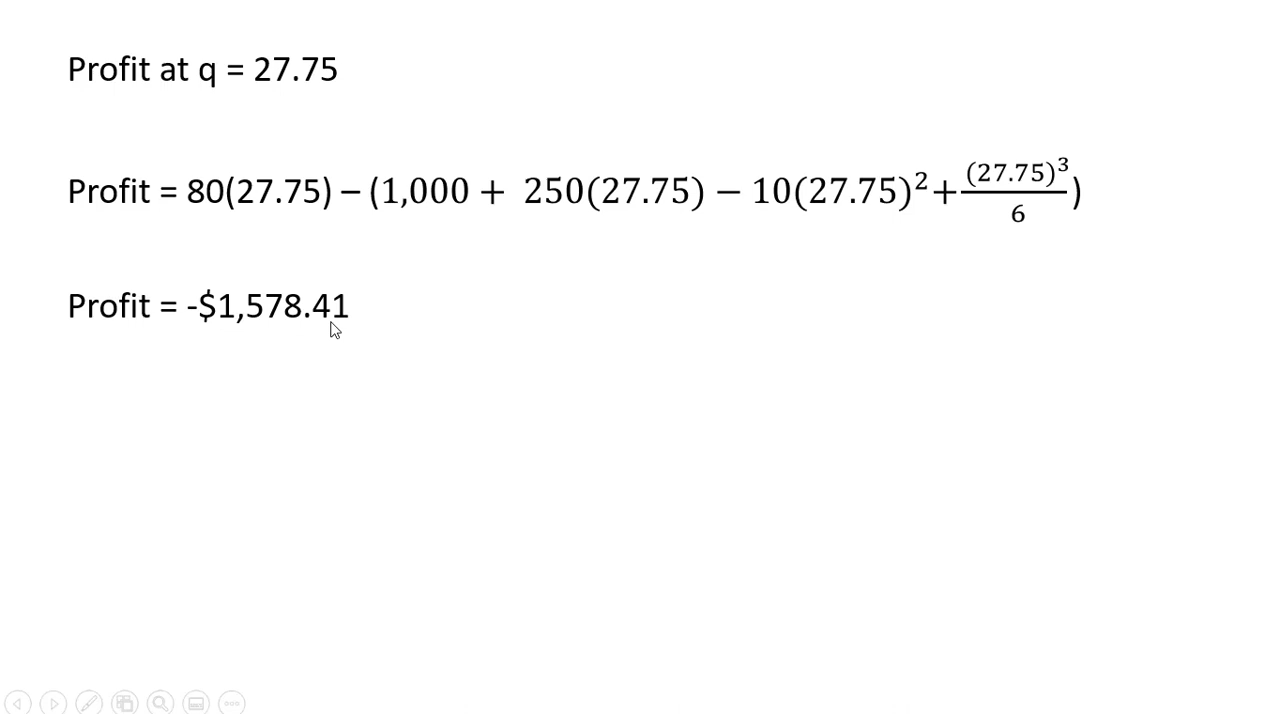 Profit at q = 27.75
Profit = 80(27.75) – (1,000 + 250(27.75) − 10(27.75)²+\frac{(27.75)³}{6})
Profit = -$1,578.41